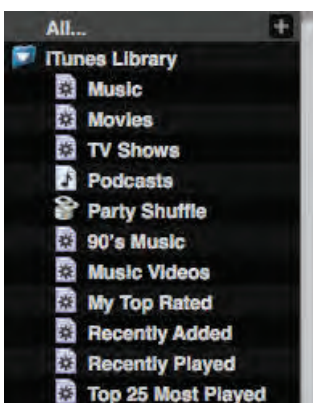 All...
iTunes Library
Music
Movies
TV Shows
Podcasts
Party Shuffle
90's Music
Music Videos
My Top Rated
Recently Added
Recently Played
Top 25 Most Played